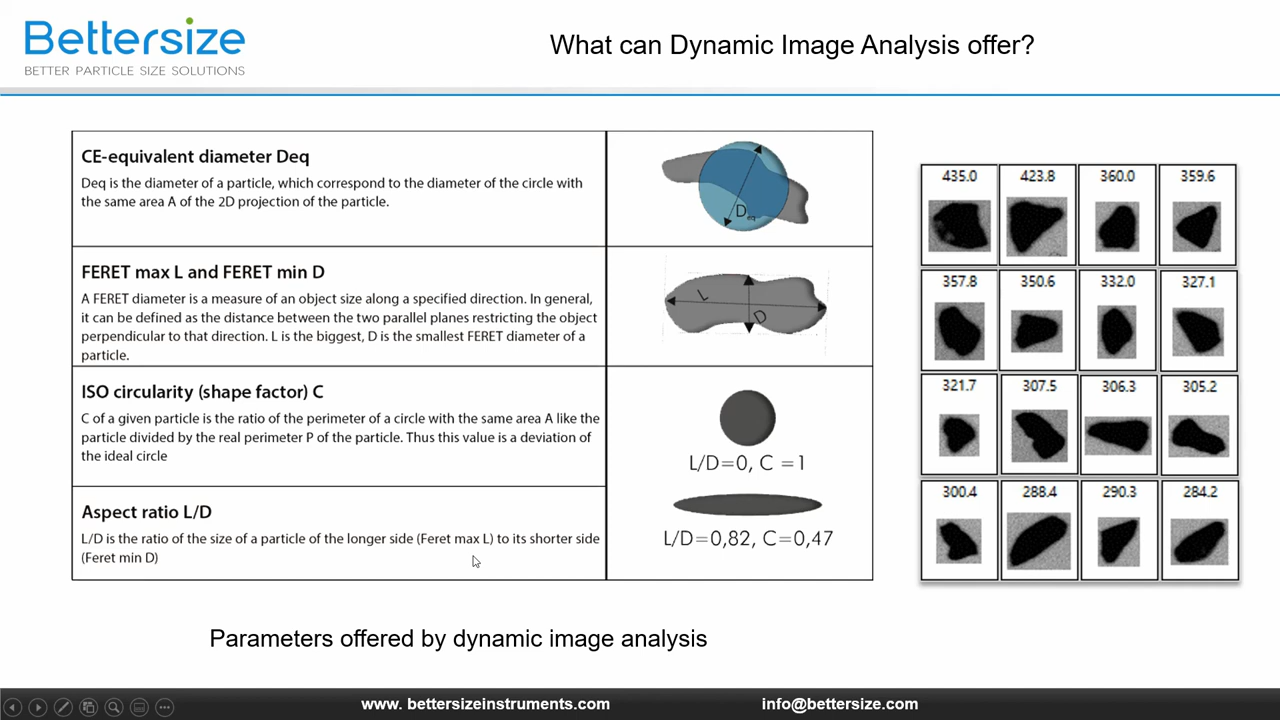 Bettersize
BETTER PARTICLE SIZE SOLUTIONS
What can Dynamic Image Analysis offer?
CE-equivalent diameter Deq
Deq is the diameter of a particle, which correspond to the diameter of the circle with
the same area A of the 2D projection of the particle.
Deq
FERET max L and FERET min D
A FERET diameter is a measure of an object size along a specified direction. In general,
it can be defined as the distance between the two parallel planes restricting the object
perpendicular to that direction. L is the biggest, D is the smallest FERET diameter of a
particle.
L
D
ISO circularity (shape factor) C
C of a given particle is the ratio of the perimeter of a circle with the same area A like the
particle divided by the real perimeter P of the particle. Thus this value is a deviation of
the ideal circle
L/D=0, C =1
Aspect ratio L/D
L/D is the ratio of the size of a particle of the longer side (Feret max L) to its shorter side
(Feret min D)
L/D=0,82, C=0,47
435.0 423.8 360.0 359.6
357.8 350.6 332.0 327.1
321.7 307.5 306.3 305.2
300.4 288.4 290.3 284.2
Parameters offered by dynamic image analysis
www. bettersizeinstruments.com info@bettersize.com